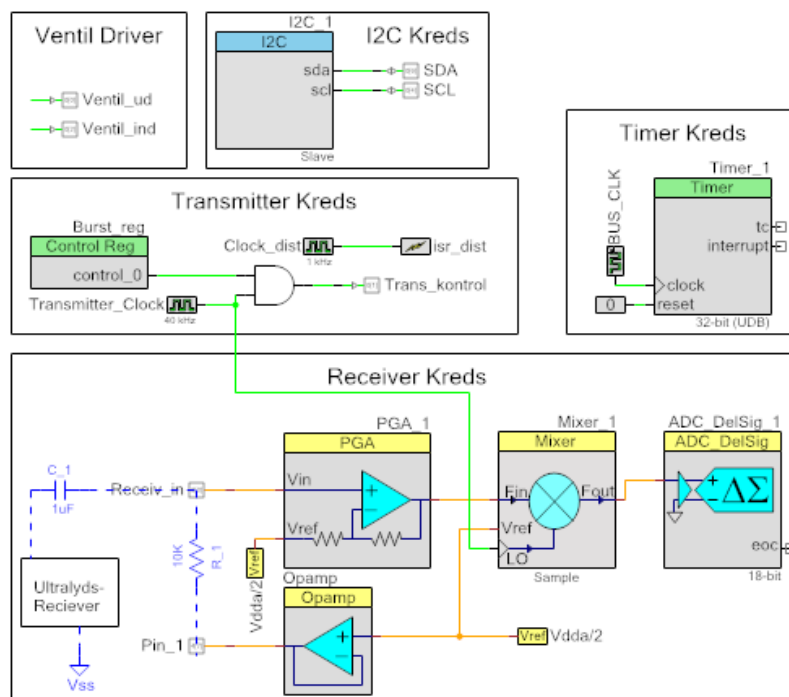 Ventil Driver
Ventil_ud
Ventil_ind
I2C_1
I2C
I2C Kreds
sda
SDA
scl
SCL
Slave
Timer Kreds
Timer_1
Timer
BUS_CLK
tc
interrupt
clock
0
reset
32-bit (UDB)
Transmitter Kreds
Burst_reg
Control Reg
control_0
Clock_dist
1 kHz
isr_dist
Transmitter_Clock
40 kHz
Trans_kontrol
Receiver Kreds
PGA_1
PGA
Vin
Vref
Vref
Vdda/2
Mixer_1
Mixer
Fin
Fout
Vref
LO
Sample
ADC_DelSig_1
ADC_DelSig
ΔΣ
eoc
18-bit
C_1
1uF
Receiv_in
10K
R_1
Ultralyds-
Reciever
Vss
Pin_1
Opamp
Opamp
Vref
Vdda/2